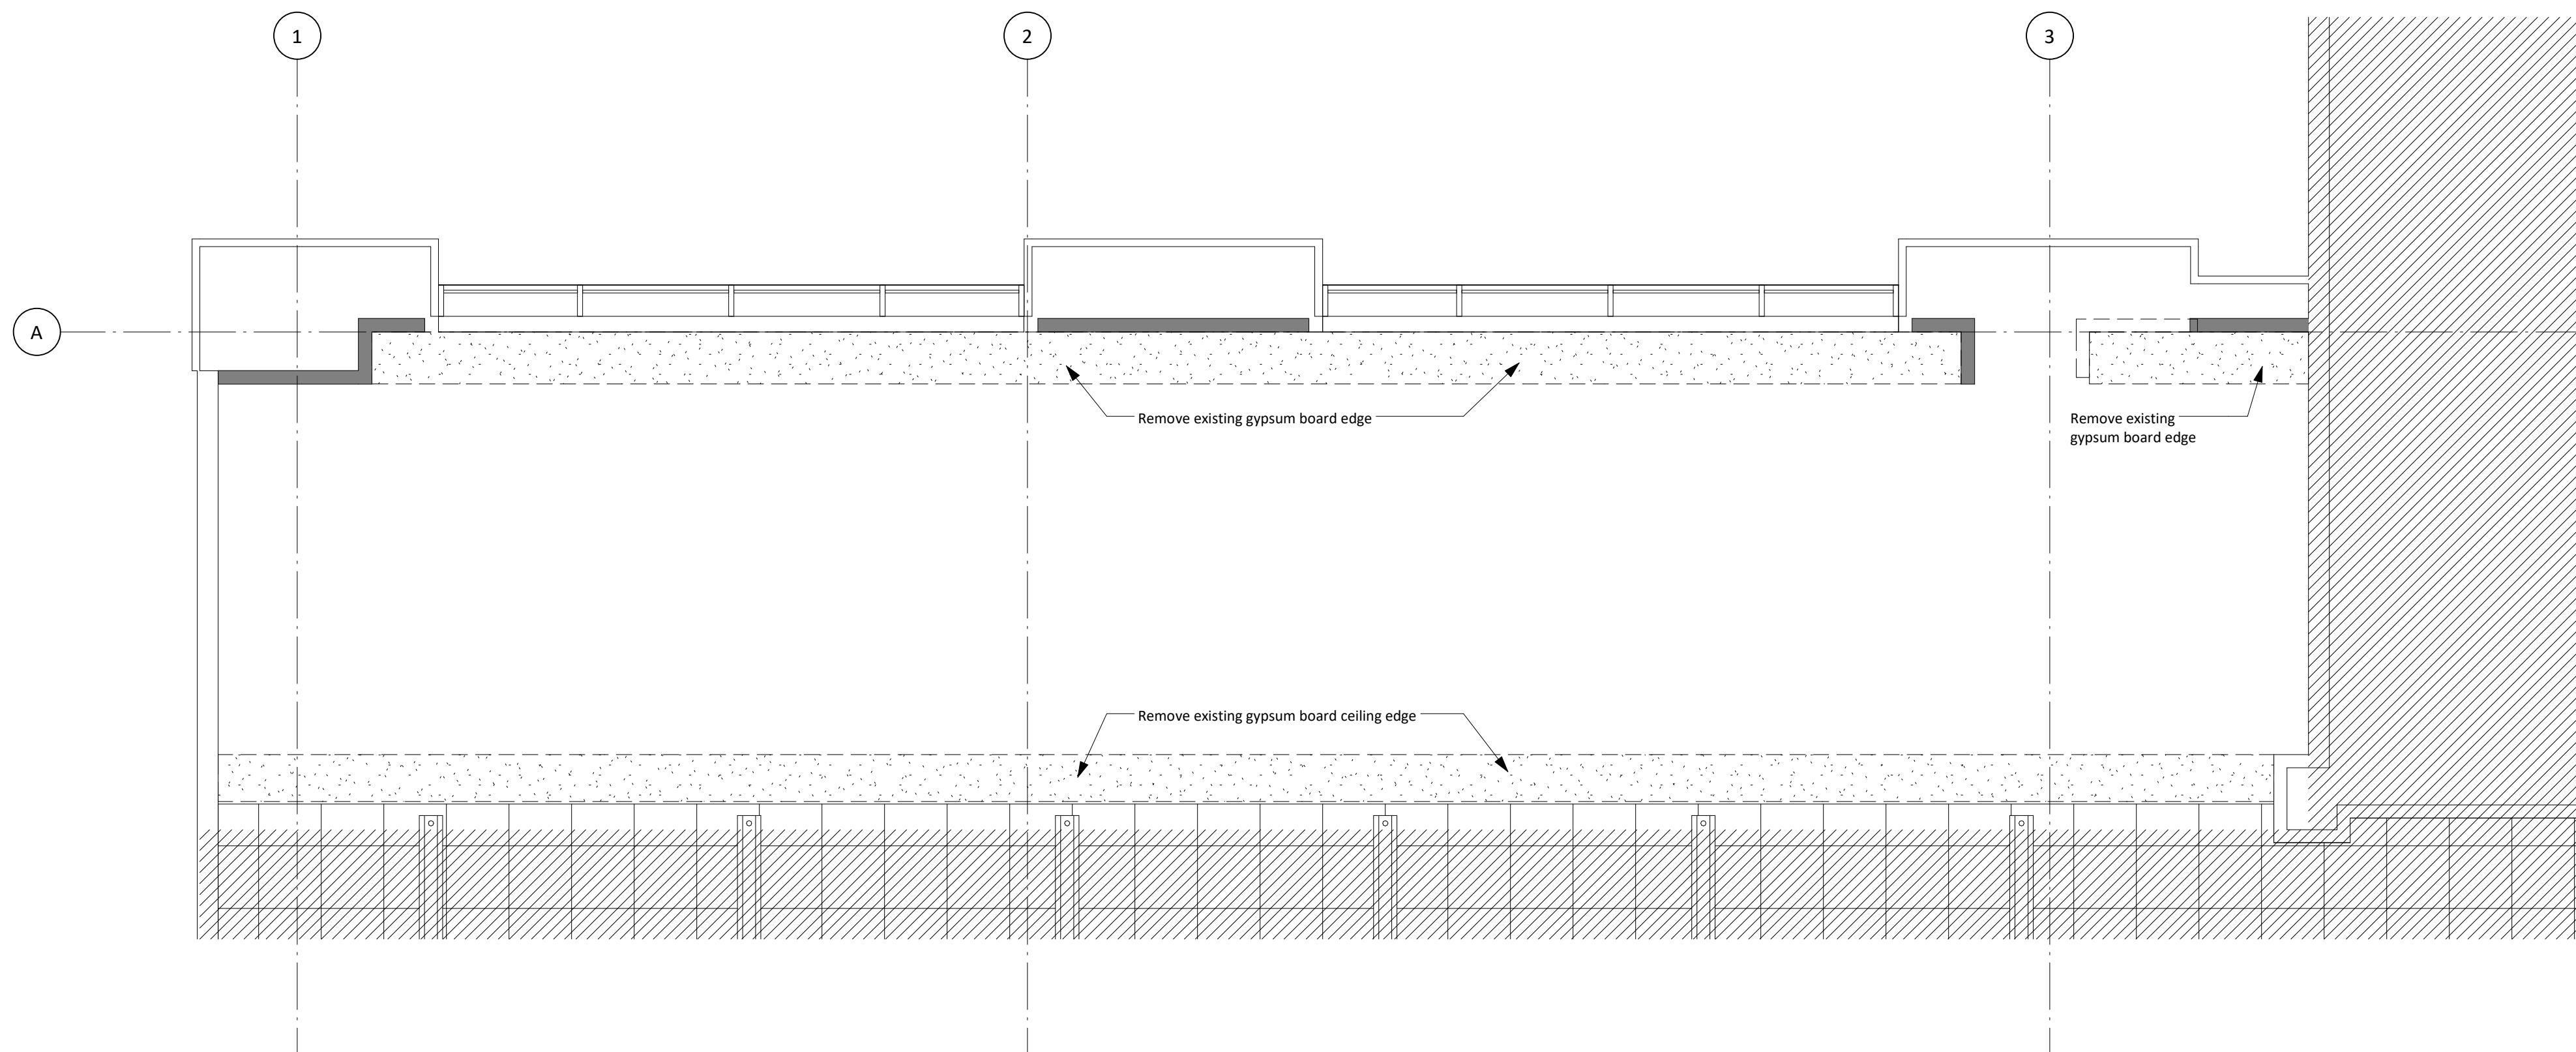 1
2
3
A
Remove existing gypsum board edge
Remove existing
gypsum board edge
Remove existing gypsum board ceiling edge